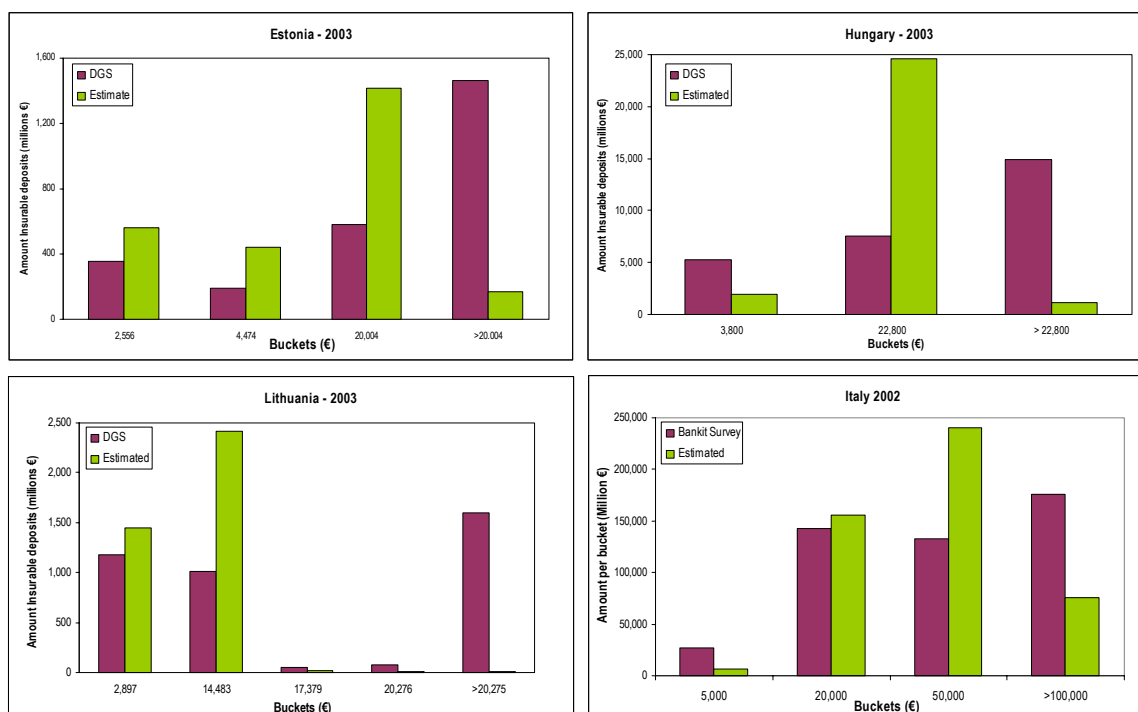 Estonia - 2003
Amount Insurable deposits (millions €)
1,600
1,200
800
400
0
DGS
Estimate
2,556 4,474 20,004 >20.004
Buckets (€)
Hungary - 2003
Amount Insurable deposits (millions €)
25,000
20,000
15,000
10,000
5,000
0
DGS
Estimated
3,800 22,800 > 22,800
Buckets (€)
Lithuania - 2003
Amount Insurable deposits (millions €)
2,500
2,000
1,500
1,000
500
0
DGS
Estimated
2,897 14,483 17,379 20,276 >20,275
Buckets (€)
Italy 2002
Amount per bucket (Million €)
250,000
200,000
150,000
100,000
50,000
0
Bankit Survey
Estimated
5,000 20,000 50,000 >100,000
Buckets (€)